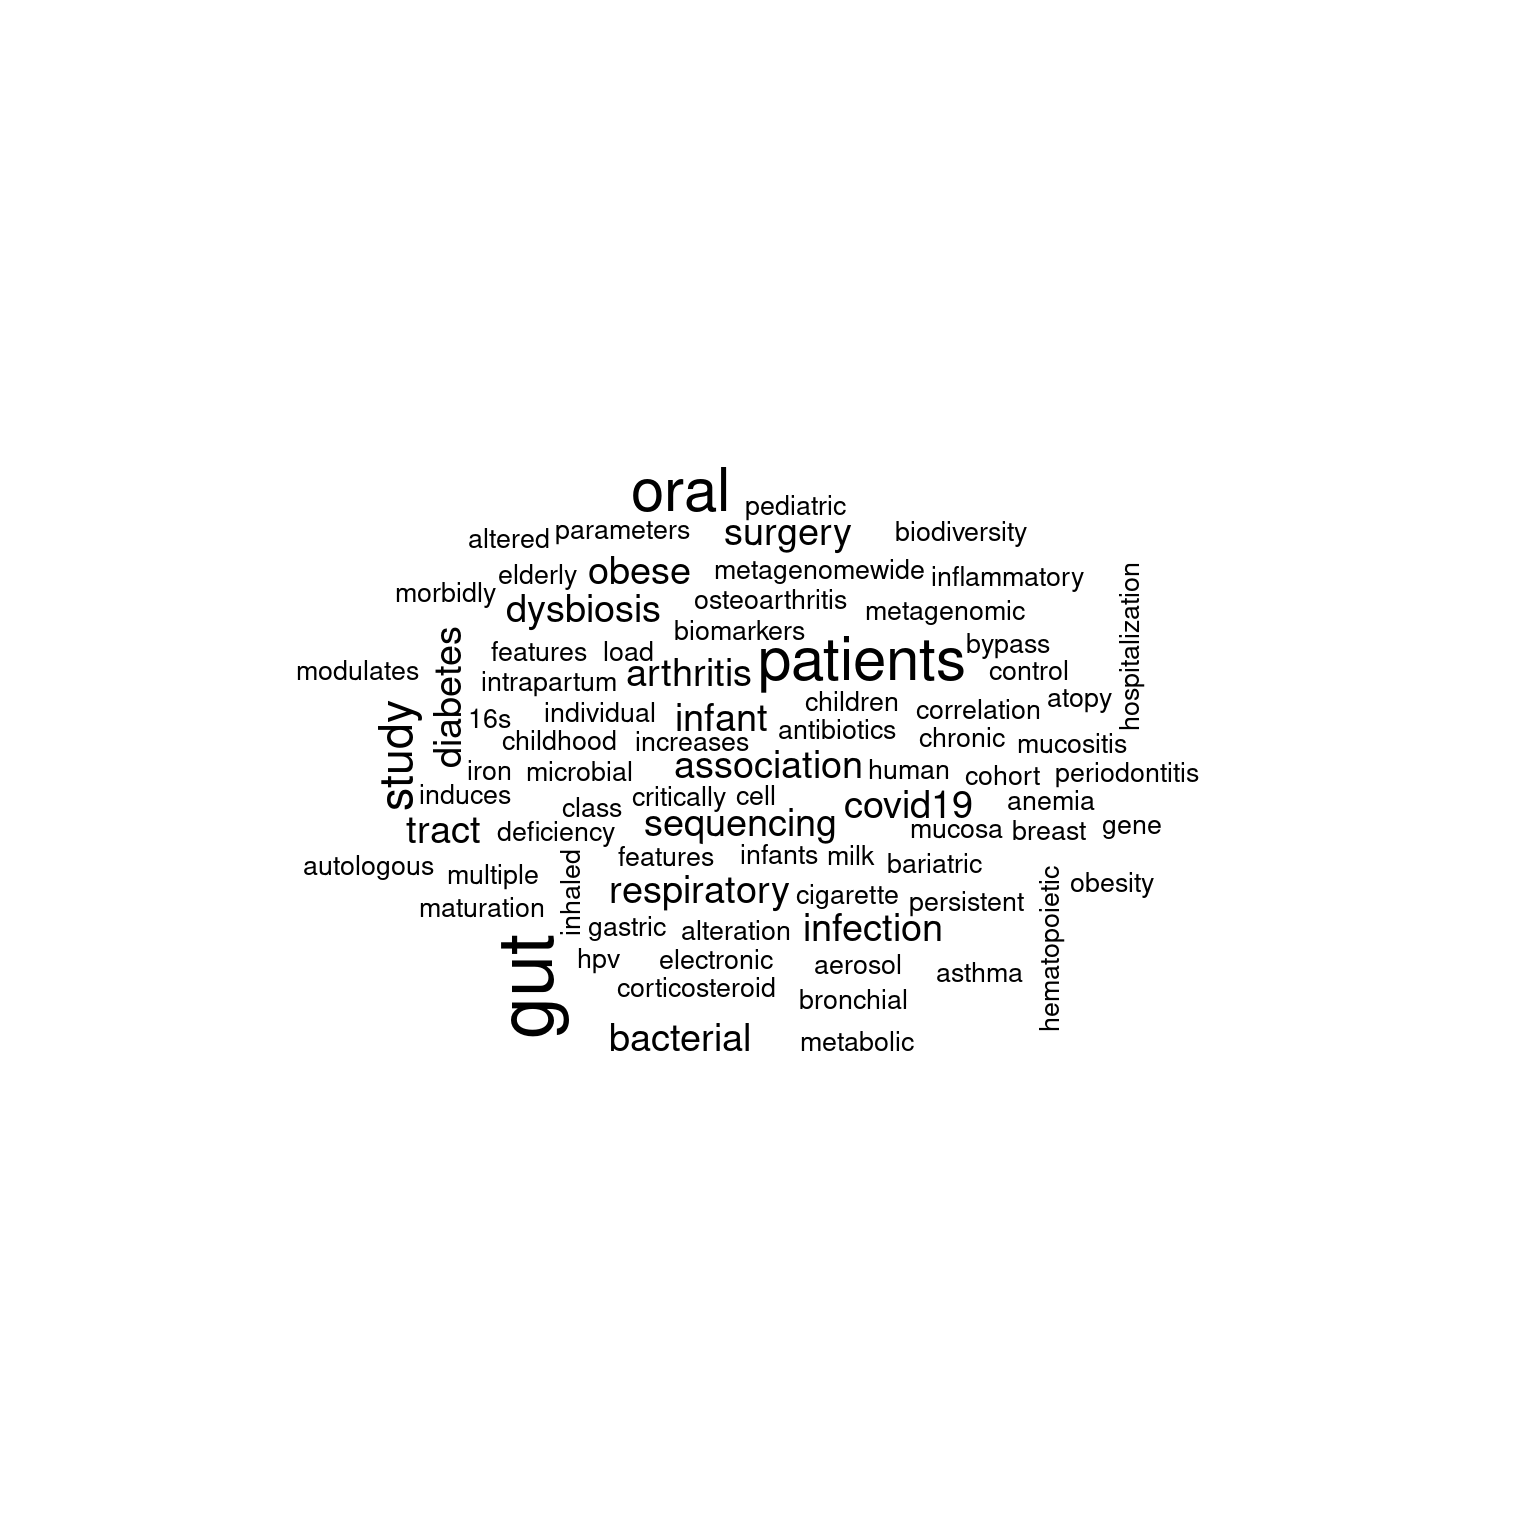 oral
pediatric
altered
parameters
surgery
biodiversity
elderly
obese
metagenomewide
inflammatory
morbidly
dysbiosis
osteoarthritis
metagenomic
hospitalization
biomarkers
features
load
arthritis
patients
bypass
modulates
diabetes
intrapartum
control
study
16s
individual
infant
children
correlation
atopy
childhood
increases
antibiotics
chronic
mucositis
iron
microbial
association
human
cohort
periodontitis
induces
class
critically
cell
covid19
anemia
tract
deficiency
sequencing
mucosa
breast
gene
autologous
multiple
inhaled
features
infants
milk
bariatric
obesity
maturation
respiratory
cigarette
persistent
hematopoietic
gut
gastric
alteration
infection
hpv
electronic
aerosol
asthma
corticosteroid
bronchial
bacterial
metabolic